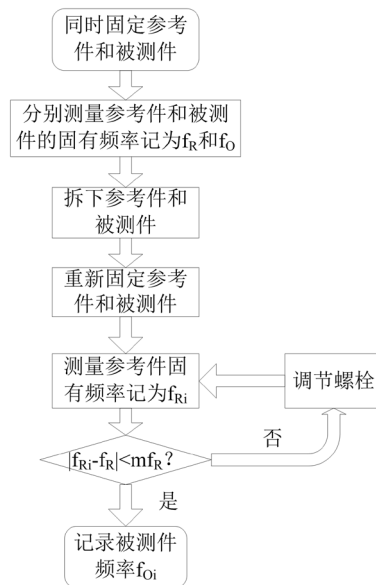 同时固定参考
件和被测件
分别测量参考件和被测
件的固有频率记为fR和fO
拆下参考件和
被测件
重新固定参考
件和被测件
测量参考件固
有频率记为fRi
调节螺栓
|fRi-fR|<mfR？
否
是
记录被测件
频率fOi